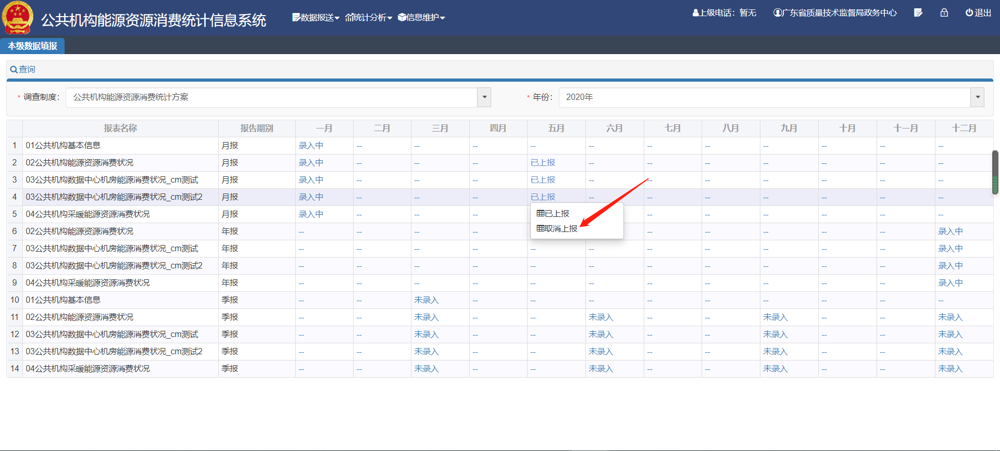 公共机构能源资源消费统计信息系统 数据报送 统计分析 信息维护 上级电话：暂无 广东省质量技术监督局政务中心 退出
本级数据填报
查询
* 调查制度： 公共机构能源资源消费统计方案 * 年份： 2020年
报表名称 报告期别 一月 二月 三月 四月 五月 六月 七月 八月 九月 十月 十一月 十二月
1 01公共机构基本信息 月报 录入中 -- -- -- -- -- -- -- -- -- -- --
2 02公共机构能源资源消费状况 月报 录入中 -- -- -- 已上报 -- -- -- -- -- -- --
3 03公共机构数据中心机房能源消费状况_cm测试 月报 录入中 -- -- -- 已上报 -- -- -- -- -- -- --
4 03公共机构数据中心机房能源消费状况_cm测试2 月报 录入中 -- -- -- 已上报 -- -- -- -- -- -- --
5 04公共机构采暖能源资源消费状况 月报 录入中 -- -- -- -- -- -- -- -- --
已上报
取消上报
6 02公共机构能源资源消费状况 年报 -- -- -- -- -- -- -- -- -- 录入中
7 03公共机构数据中心机房能源消费状况_cm测试 年报 -- -- -- -- -- -- -- -- -- -- -- 录入中
8 03公共机构数据中心机房能源消费状况_cm测试2 年报 -- -- -- -- -- -- -- -- -- -- -- 录入中
9 04公共机构采暖能源资源消费状况 年报 -- -- -- -- -- -- -- -- -- -- -- 录入中
10 01公共机构基本信息 季报 -- -- 未录入 -- -- -- -- -- -- -- -- --
11 02公共机构能源资源消费状况 季报 -- -- 未录入 -- -- 未录入 -- -- 未录入 -- -- 未录入
12 03公共机构数据中心机房能源消费状况_cm测试 季报 -- -- 未录入 -- -- 未录入 -- -- 未录入 -- -- 未录入
13 03公共机构数据中心机房能源消费状况_cm测试2 季报 -- -- 未录入 -- -- 未录入 -- -- 未录入 -- -- 未录入
14 04公共机构采暖能源资源消费状况 季报 -- -- 未录入 -- -- 未录入 -- -- 未录入 -- -- 未录入